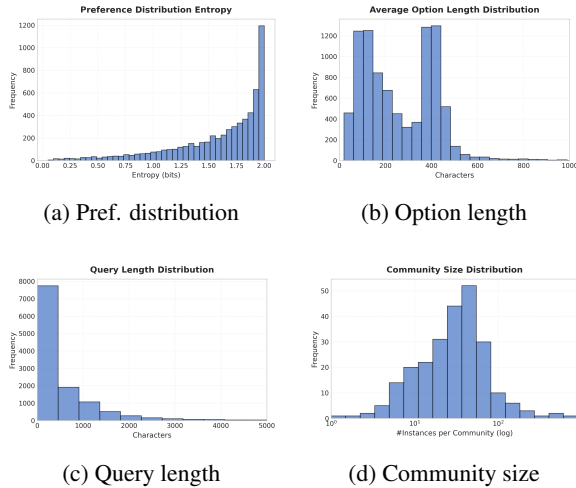 Preference Distribution Entropy
Frequency
1200
1000
800
600
400
200
0
0.00 0.25 0.50 0.75 1.00 1.25 1.50 1.75 2.00
Entropy (bits)
(a) Pref. distribution
Average Option Length Distribution
Frequency
1200
1000
800
600
400
200
0
0 200 400 600 800 1000
Characters
(b) Option length
Query Length Distribution
Frequency
8000
7000
6000
5000
4000
3000
2000
1000
0
0 1000 2000 3000 4000 5000
Characters
(c) Query length
Community Size Distribution
Frequency
50
40
30
20
10
0
10⁰ 10¹ 10²
#Instances per Community (log)
(d) Community size